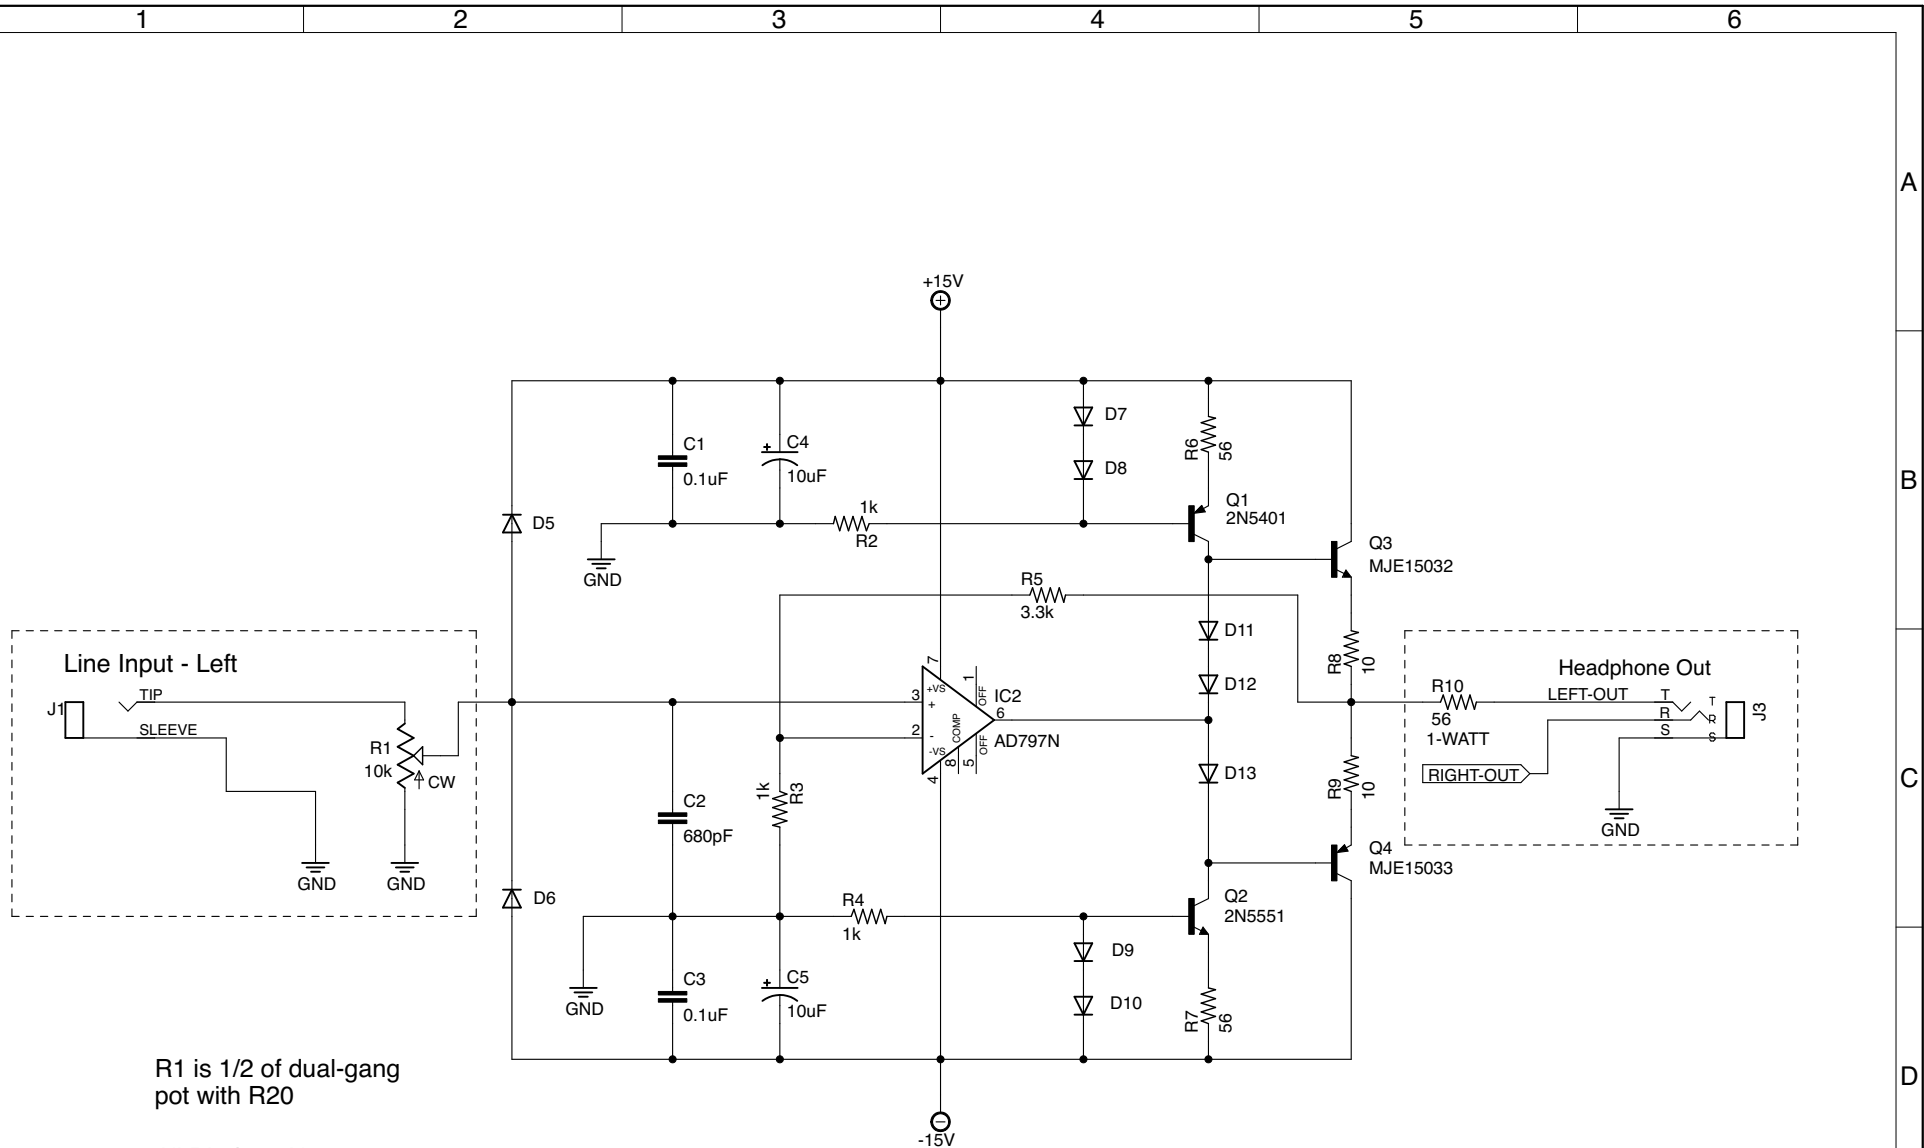 1 2 3 4 5 6
A
B
C
D
+15V
D7
C1
0.1uF
C4
+
10uF
R6
56
D8
Q1
2N5401
D5
1k
R2
GND
Q3
MJE15032
R5
3.3k
D11
Line Input - Left
J1
TIP
SLEEVE
R1
10k
CW
GND
GND
7
+VS
1
OFF
3
+
IC2
6
2
-
COMP
-VS
OFF
AD797N
8
5
4
D12
R8
10
Headphone Out
R10
56
1-WATT
LEFT-OUT
T
T
R
R
S
S
J3
RIGHT-OUT
GND
D13
R9
10
1k
R3
C2
680pF
Q4
MJE15033
D6
R4
1k
Q2
2N5551
D9
C3
0.1uF
+
C5
10uF
D10
R7
56
GND
R1 is 1/2 of dual-gang
pot with R20
-15V